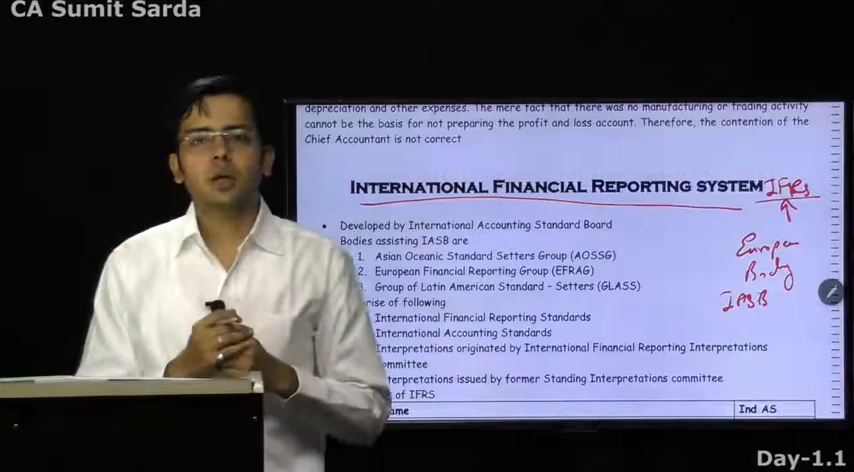 CA Sumit Sarda
depreciation and other expenses. The mere fact that there was no manufacturing or trading activity
cannot be the basis for not preparing the profit and loss account. Therefore, the contention of the
Chief Accountant is not correct
INTERNATIONAL FINANCIAL REPORTING SYSTEM IFRs
• Developed by International Accounting Standard Board
Bodies assisting IASB are
1. Asian Oceanic Standard Setters Group (AOSSG)
2. European Financial Reporting Group (EFRAG)
Group of Latin American Standard - Setters (GLASS)
of following
International Financial Reporting Standards
International Accounting Standards
Interpretations originated by International Financial Reporting Interpretations
Interpretations issued by former Standing Interpretations committee
of IFRS
Ind AS
Body
IASB
Day-1.1